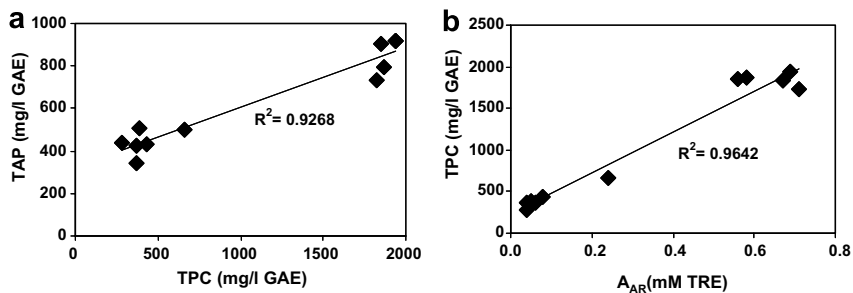 a
1000
800
600
400
200
0
TAP (mg/l GAE)
R²= 0.9268
0
500
1000
1500
2000
TPC (mg/l GAE)
b
2500
2000
1500
1000
500
0
TPC (mg/l GAE)
R²= 0.9642
0.0
0.2
0.4
0.6
0.8
A_AR(mM TRE)